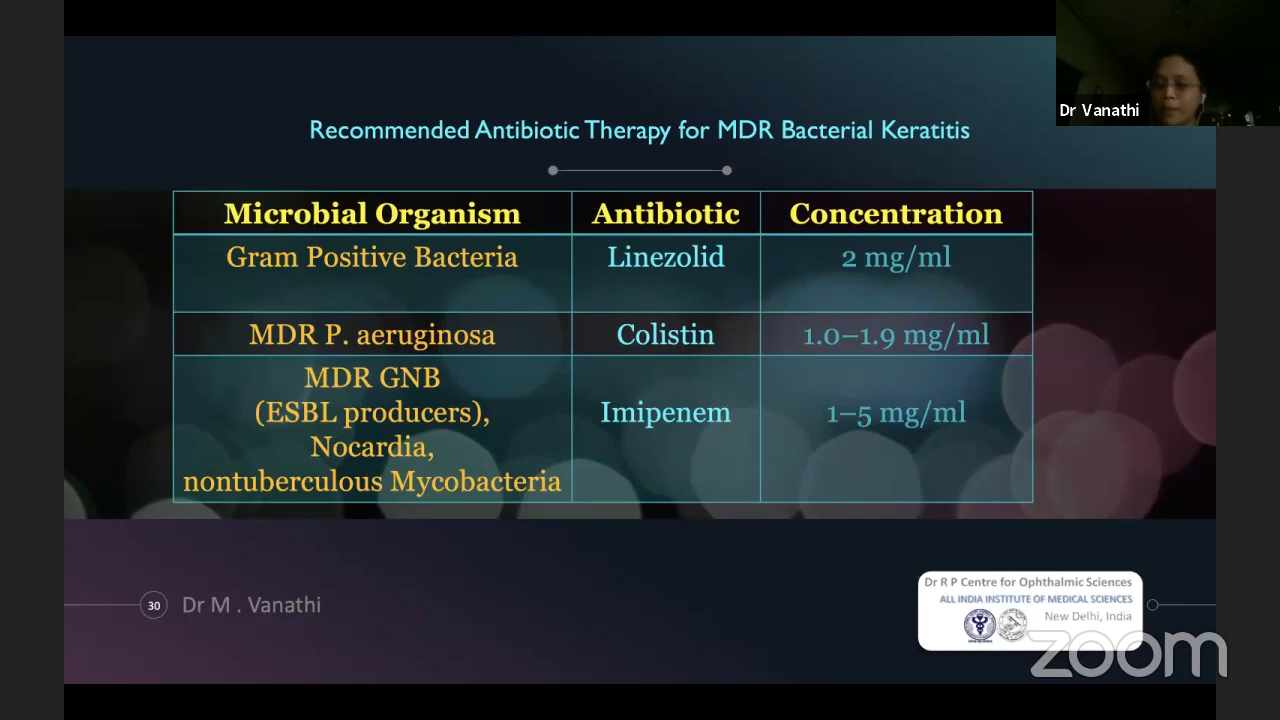 Dr Vanathi
Recommended Antibiotic Therapy for MDR Bacterial Keratitis
Microbial Organism Antibiotic Concentration
Gram Positive Bacteria Linezolid 2 mg/ml
MDR P. aeruginosa Colistin 1.0–1.9 mg/ml
MDR GNB
(ESBL producers), Imipenem 1–5 mg/ml
Nocardia,
nontuberculous Mycobacteria
30 Dr M . Vanathi
Dr R P Centre for Ophthalmic Sciences
ALL INDIA INSTITUTE OF MEDICAL SCIENCES
New Delhi, India
zoom